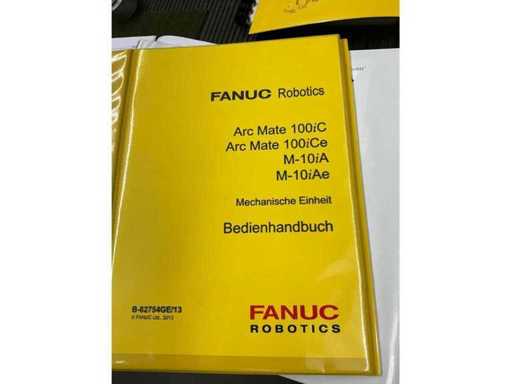 FANUC Robotics
Arc Mate 100iC
Arc Mate 100iCe
M-10iA
M-10iAe
Mechanische Einheit
Bedienhandbuch
B-82754GE/13
FANUC
ROBOTICS